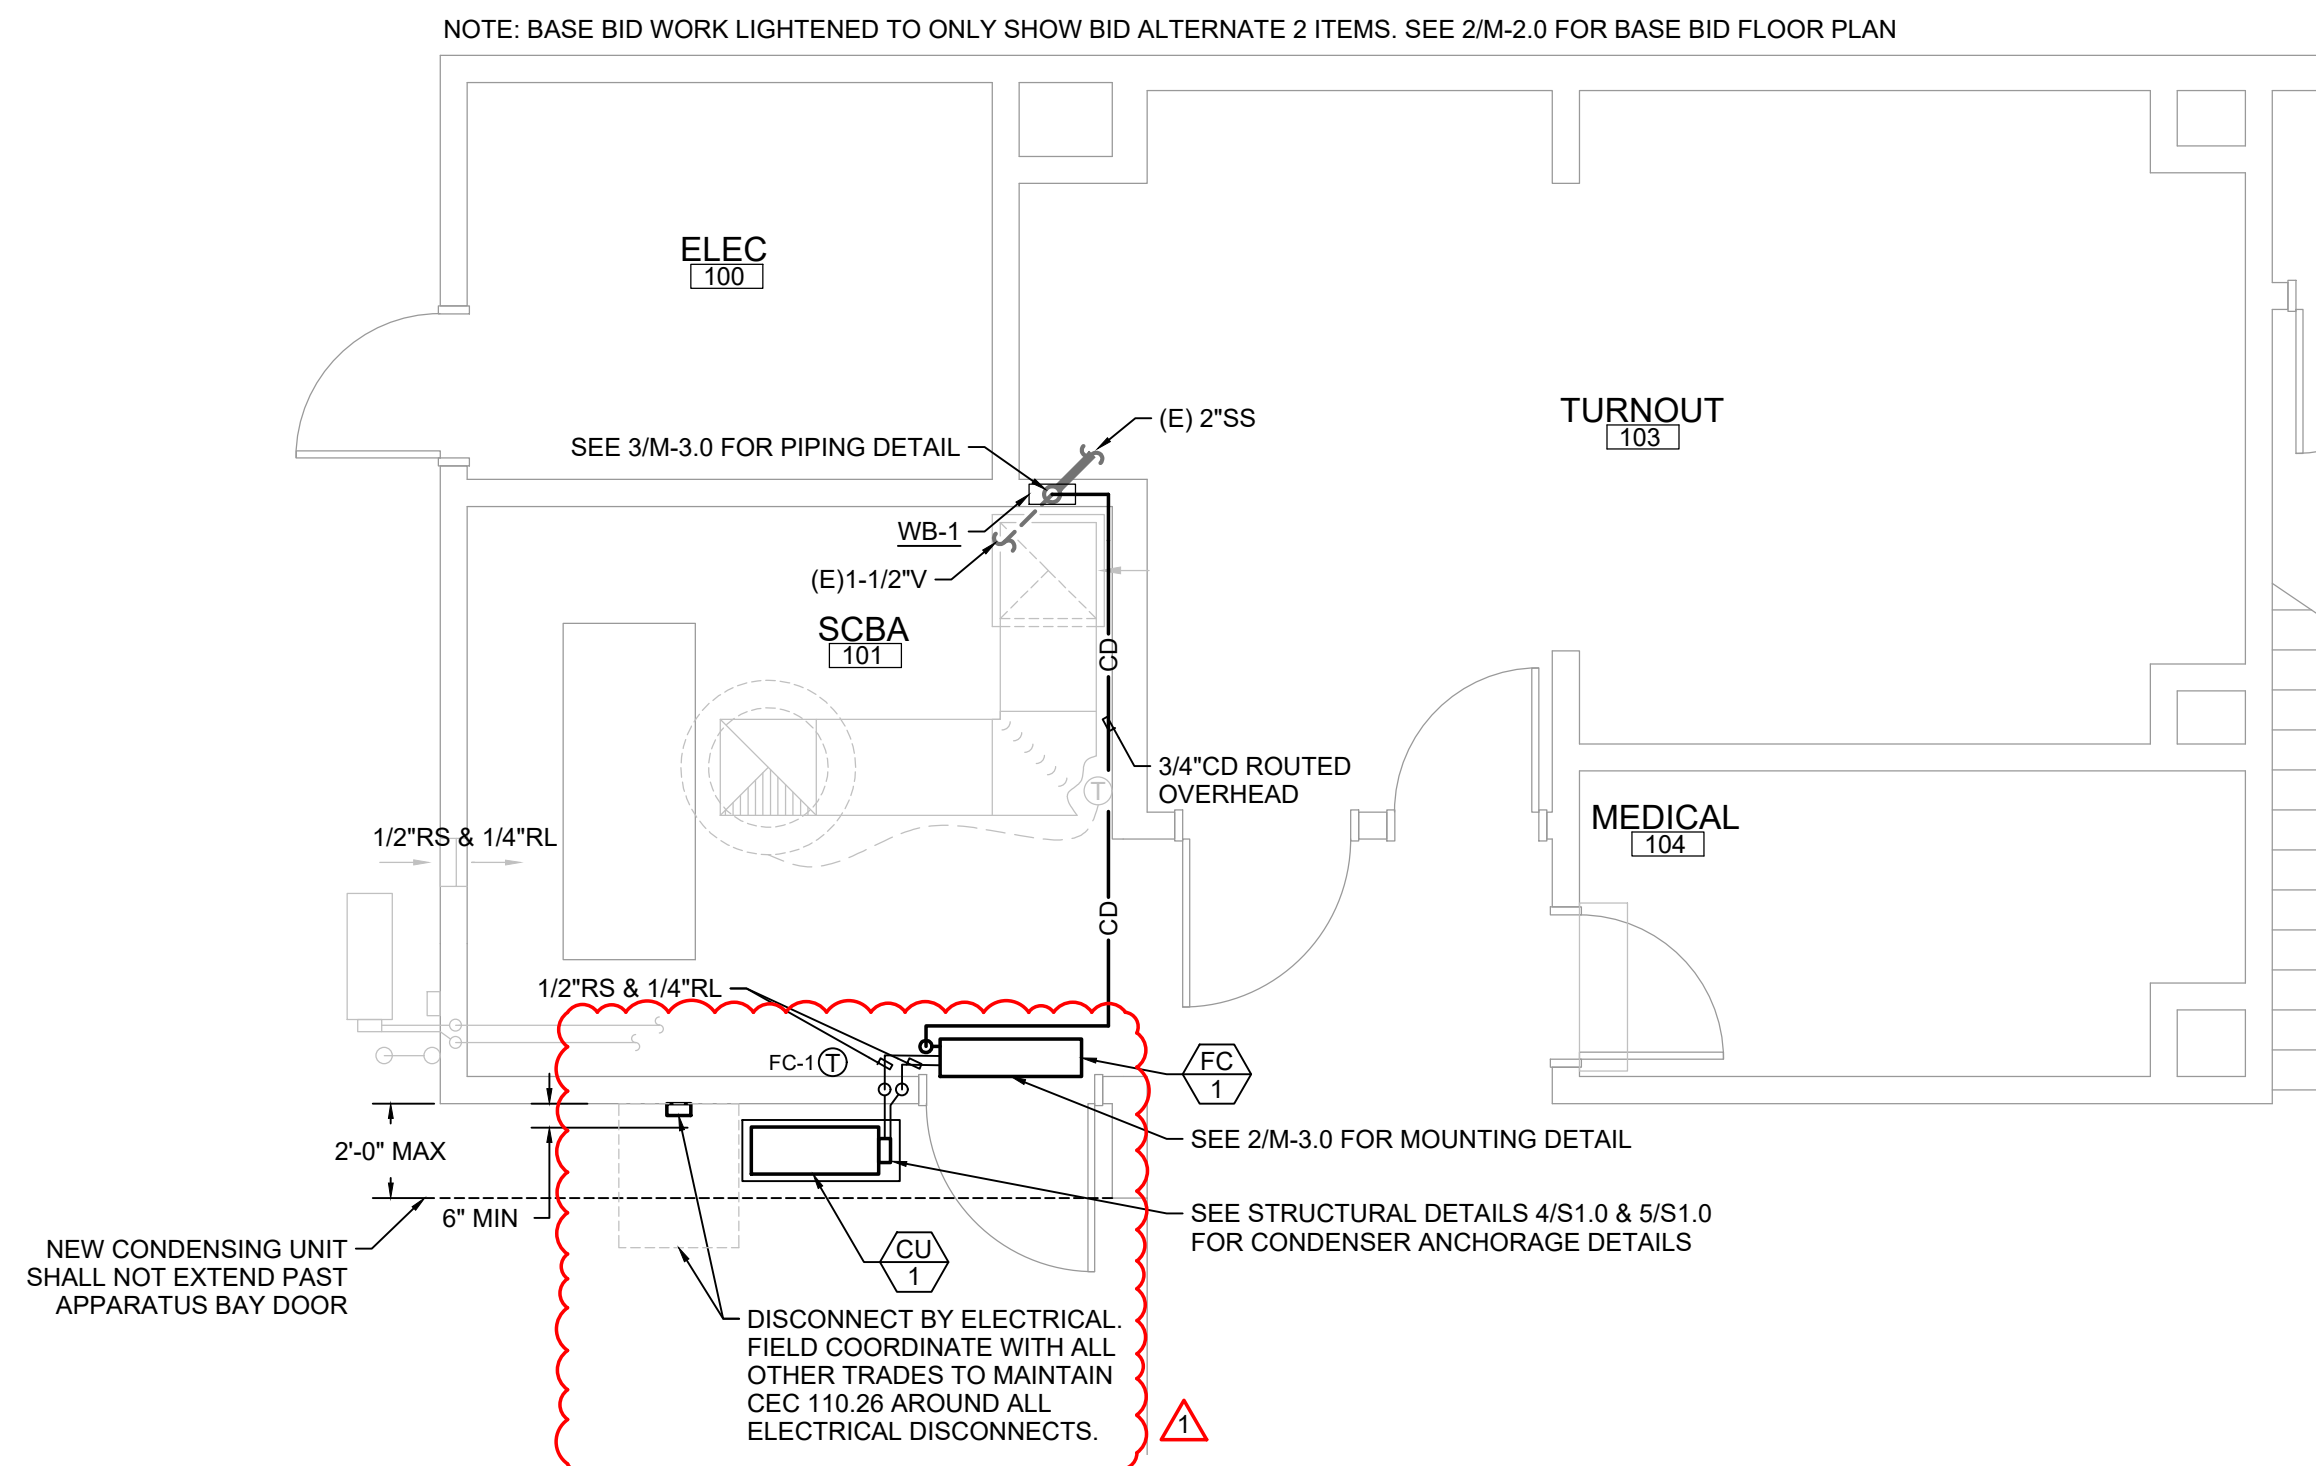 NOTE: BASE BID WORK LIGHTENED TO ONLY SHOW BID ALTERNATE 2 ITEMS. SEE 2/M-2.0 FOR BASE BID FLOOR PLAN
ELEC
100
TURNOUT
103
(E) 2"SS
SEE 3/M-3.0 FOR PIPING DETAIL
WB-1
(E)1-1/2"V
SCBA
101
CD
3/4"CD ROUTED
OVERHEAD
T
MEDICAL
104
1/2"RS & 1/4"RL
CD
1/2"RS & 1/4"RL
FC-1 T
FC
1
2'-0" MAX
6" MIN
SEE 2/M-3.0 FOR MOUNTING DETAIL
SEE STRUCTURAL DETAILS 4/S1.0 & 5/S1.0
FOR CONDENSER ANCHORAGE DETAILS
NEW CONDENSING UNIT
SHALL NOT EXTEND PAST
APPARATUS BAY DOOR
CU
1
DISCONNECT BY ELECTRICAL.
FIELD COORDINATE WITH ALL
OTHER TRADES TO MAINTAIN
CEC 110.26 AROUND ALL
ELECTRICAL DISCONNECTS.
1